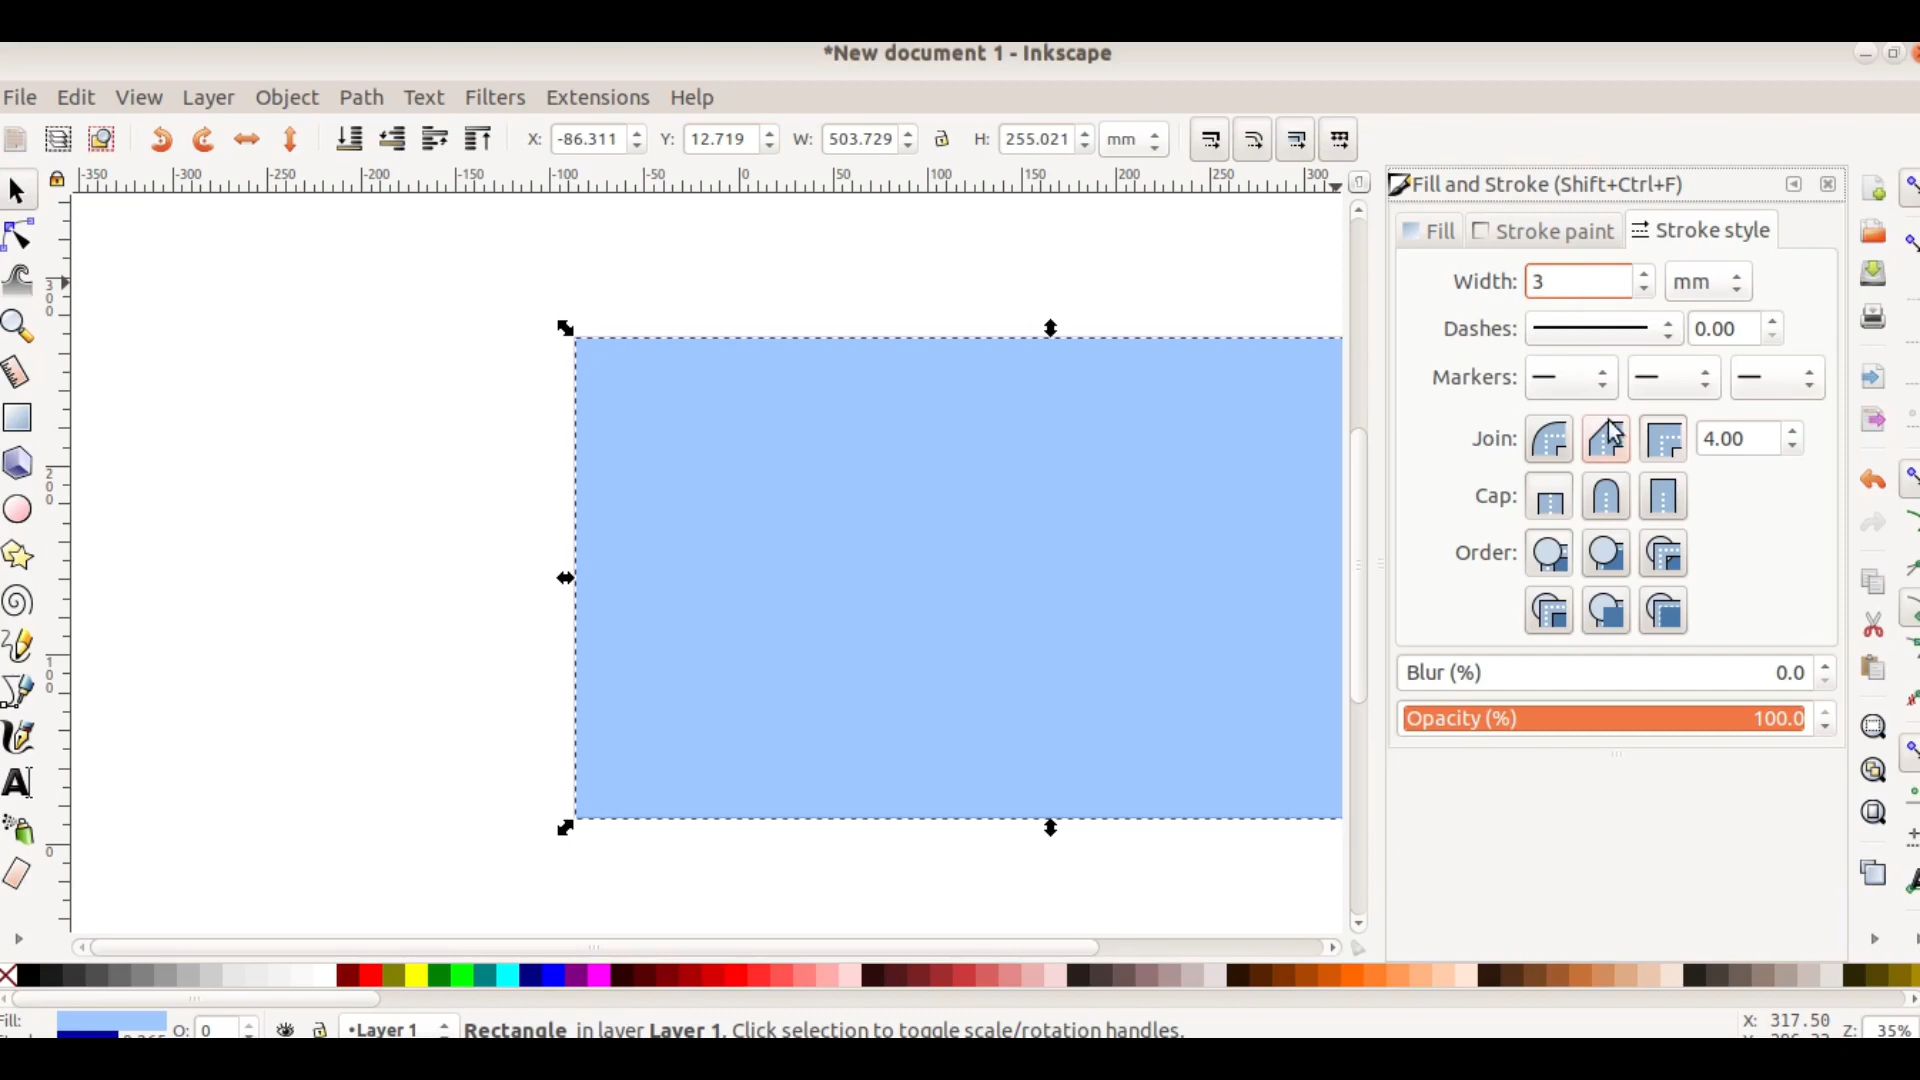 *New document 1 - Inkscape
File Edit View Layer Object Path Text Filters Extensions Help
X: -86.311 Y: 12.719 W: 503.729 H: 255.021 mm
-350 -300 -250 -200 -150 -100 -50 0 50 100 150 200 250 300
Fill and Stroke (Shift+Ctrl+F)
Fill Stroke paint Stroke style
Width: 3 mm
300
Dashes: 0.00
Markers:
Join: 4.00
200
Cap:
Order:
100
Blur (%) 0.0
Opacity (%) 100.0
0
Fill: O: 0 •Layer 1 Rectangle in layer Layer 1. Click selection to toggle scale/rotation handles. X: 317.50 Z: 35%